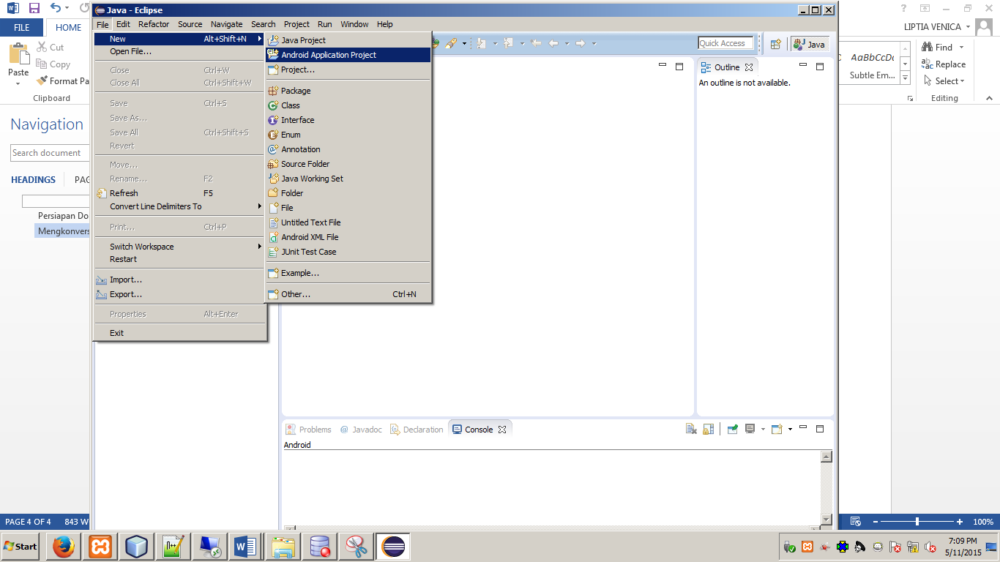 Java - Eclipse
FILE
HOME
LIPTIA VENICA
File Edit Refactor Source Navigate Search Project Run Window Help
New Alt+Shift+N
Open File...
Close Ctrl+W
Close All Ctrl+Shift+W
Save Ctrl+S
Save As...
Save All Ctrl+Shift+S
Revert
Move...
Rename... F2
Refresh F5
Convert Line Delimiters To
Print... Ctrl+P
Switch Workspace
Restart
Import...
Export...
Properties Alt+Enter
Exit
Java Project
Android Application Project
Project...
Package
Class
Interface
Enum
Annotation
Source Folder
Java Working Set
Folder
File
Untitled Text File
Android XML File
JUnit Test Case
Example...
Other... Ctrl+N
Quick Access
Java
Outline
An outline is not available.
Problems @ Javadoc Declaration Console
Android
Paste
Cut
Copy
Format Pa
Clipboard
Navigation
Search document
HEADINGS PAG
Persiapan Do
Mengkonvers
AaBbCcDc
Subtle Em...
Find
Replace
Select
Editing
PAGE 4 OF 4 843 W
100%
Start
7:09 PM
5/11/2015